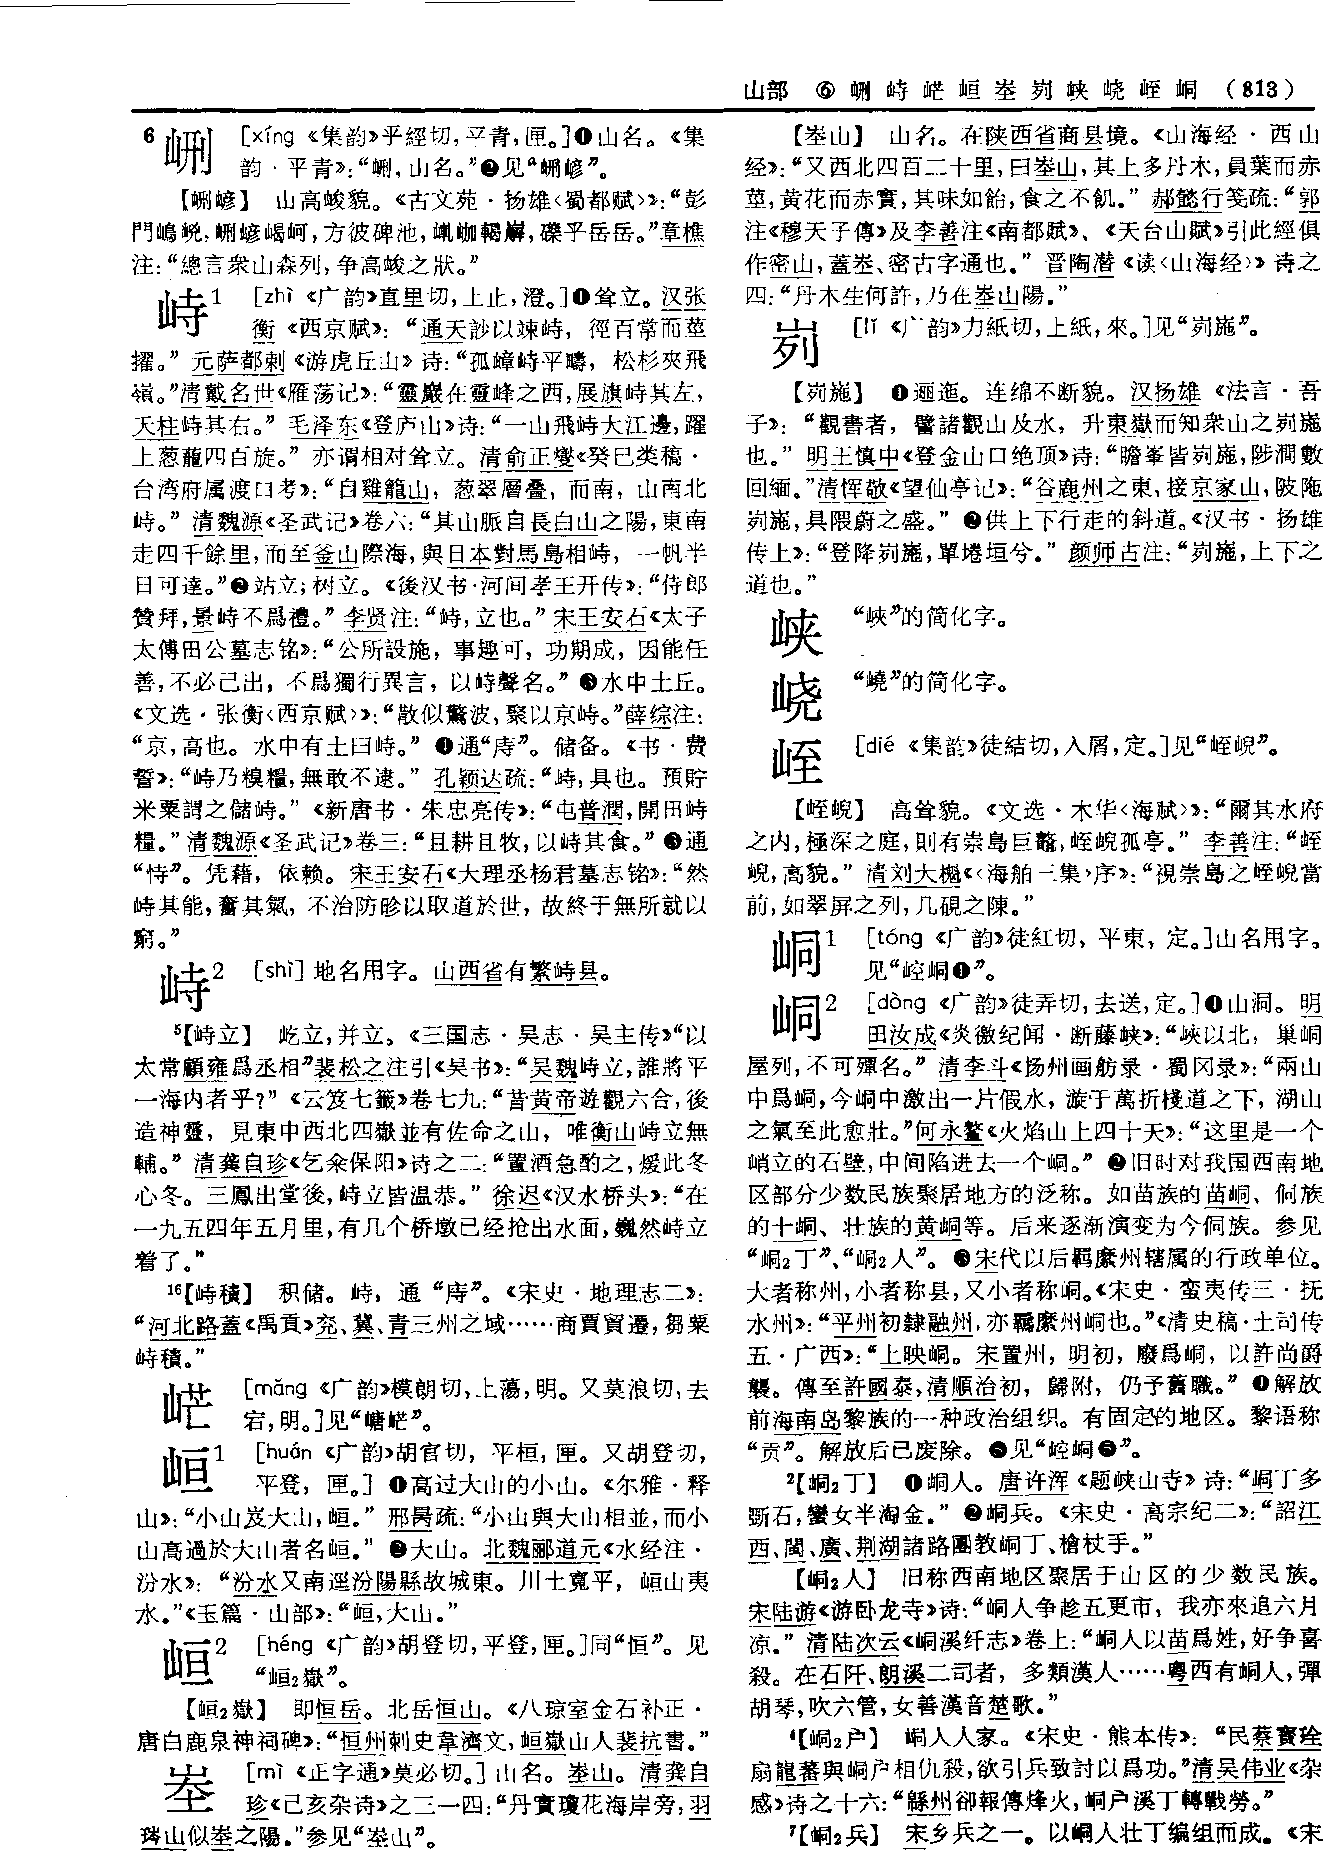 山部 ⑥ 㓝 峙 㟐 峘 峚 峛 峡 峣 峌 峒 （813）
6 [xíng《集韵》乎經切，平青，匣。]❶山名。《集
韵·平青》：“，山名。”❷见“嵃”。
【嵃】 山高峻貌。《古文苑·扬雄〈蜀都赋〉》：“彭
門嶋㟅，嵃㟋岢，方彼碑池，，礫乎岳岳。”章樵
注：“總言衆山森列，争高峻之狀。”
峙1 [zhì《广韵》直里切，上止，澄。]❶耸立。汉张
衡《西京赋》：“通天訬以竦峙，徑百常而莖
擢。”元萨都剌《游虎丘山》诗：“孤嶂峙平疇，松杉夾飛
嶺。”清戴名世《雁荡记》：“靈巖在靈峰之西，展旗峙其左，
天柱峙其右。”毛泽东《登庐山》诗：“一山飛峙大江邊，躍
上葱蘢四百旋。”亦谓相对耸立。清俞正燮《癸巳类稿·
台湾府属渡口考》：“自雞籠山，葱翠層叠，而南，山南北
峙。”清魏源《圣武记》卷六：“其山脈自長白山之陽，東南
走四千餘里，而至釜山際海，與日本對馬島相峙，一帆半
日可達。”❷站立；树立。《後汉书·河间孝王开传》：“侍郎
贊拜，景峙不爲禮。”李贤注：“峙，立也。”宋王安石《太子
太傅田公墓志铭》：“公所設施，事趣可，功期成，因能任
善，不必己出，不爲獨行異言，以峙聲名。”❸水中土丘。
《文选·张衡〈西京赋〉》：“散似驚波，聚以京峙。”薛综注：
“京，高也。水中有土曰峙。”❹通“庤”。储备。《书·费
誓》：“峙乃糗糧，無敢不逮。”孔颖达疏：“峙，具也。預貯
米粟謂之儲峙。”《新唐书·朱忠亮传》：“屯普潤，開田峙
糧。”清魏源《圣武记》卷三：“且耕且牧，以峙其食。”❺通
“恃”。凭藉，依赖。宋王安石《大理丞杨君墓志铭》：“然
峙其能，奮其氣，不治防畛以取道於世，故終于無所就以
窮。”
峙2 [shì] 地名用字。山西省有繁峙县。
5【峙立】 屹立，并立。《三国志·吴志·吴主传》“以
太常顧雍爲丞相”裴松之注引《吴书》：“吴魏峙立，誰將平
一海内者乎？”《云笈七籤》卷七九：“昔黄帝遊觀六合，後
造神靈，見東中西北四嶽並有佐命之山，唯衡山峙立無
輔。”清龚自珍《乞籴保阳》诗之二：“置酒急酌之，煖此冬
心冬。三鳳出堂後，峙立皆温恭。”徐迟《汉水桥头》：“在
一九五四年五月里，有几个桥墩已经抢出水面，巍然峙立
着了。”
16【峙積】 积储。峙，通“庤”。《宋史·地理志二》：
“河北路蓋《禹貢》兖、冀、青三州之域……商賈貿遷，芻粟
峙積。”
㟐 [mǎng《广韵》模朗切，上蕩，明。又莫浪切，去
宕，明。]见“㟐”。
峘1 [huán《广韵》胡官切，平桓，匣。又胡登切，
平登，匣。] ❶高过大山的小山。《尔雅·释
山》：“小山岌大山，峘。”邢昺疏：“小山與大山相並，而小
山高過於大山者名峘。”❷大山。北魏郦道元《水经注·
汾水》：“汾水又南逕汾陽縣故城東。川土寬平，峘山夷
水。”《玉篇·山部》：“峘，大山。”
峘2 [héng《广韵》胡登切，平登，匣。]同“恒”。见
“峘2嶽”。
【峘2嶽】 即恒岳。北岳恒山。《八琼室金石补正·
唐白鹿泉神祠碑》：“恒州刺史韋濟文，峘嶽山人裴抗書。”
峚 [mì《正字通》莫必切。] 山名。峚山。清龚自
珍《己亥杂诗》之三一四：“丹實瓊花海岸旁，羽
琌山似峚之陽。”参见“峚山”。
【峚山】 山名。在陕西省商县境。《山海经·西山
经》：“又西北四百二十里，曰峚山，其上多丹木，員葉而赤
莖，黄花而赤實，其味如飴，食之不飢。”郝懿行笺疏：“郭
注《穆天子傳》及李善注《南都賦》、《天台山賦》引此經俱
作密山，蓋峚、密古字通也。”晋陶潜《读〈山海经〉》诗之
四：“丹木生何許，乃在峚山陽。”
峛 [lǐ《广韵》力紙切，上紙，來。]见“峛崺”。
【峛崺】 ❶逦迤。连绵不断貌。汉扬雄《法言·吾
子》：“觀書者，譬諸觀山及水，升東嶽而知衆山之峛崺
也。”明王慎中《登金山口绝顶》诗：“瞻峯皆峛崺，陟澗數
回缅。”清恽敬《望仙亭记》：“谷鹿州之東，接京家山，陂陁
峛崺，具隈蔚之盛。”❷供上下行走的斜道。《汉书·扬雄
传上》：“登降峛崺，單埢垣兮。”颜师古注：“峛崺，上下之
道也。”
峡 “峽”的简化字。
峣 “嶢”的简化字。
峌 [dié《集韵》徒結切，入屑，定。]见“峌㟅”。
【峌㟅】 高耸貌。《文选·木华〈海赋〉》：“爾其水府
之内，極深之庭，則有崇島巨鼇，峌㟅孤亭。”李善注：“峌
㟅，高貌。”清刘大櫆《〈海舶三集〉序》：“視崇島之峌㟅當
前，如翠屏之列，几硯之陳。”
峒1 [tóng《广韵》徒紅切，平東，定。]山名用字。
见“崆峒❶”。
峒2 [dòng《广韵》徒弄切，去送，定。]❶山洞。明
田汝成《炎徼纪闻·断藤峡》：“峽以北，巢峒
屋列，不可殫名。”清李斗《扬州画舫录·蜀冈录》：“兩山
中爲峒，今峒中激出一片假水，漩于萬折棧道之下，湖山
之氣至此愈壯。”何永鳌《火焰山上四十天》：“这里是一个
峭立的石壁，中间陷进去一个峒。”❷旧时对我国西南地
区部分少数民族聚居地方的泛称。如苗族的苗峒、侗族
的十峒、壮族的黄峒等。后来逐渐演变为今侗族。参见
“峒2丁”、“峒2人”。❸宋代以后羁縻州辖属的行政单位。
大者称州，小者称县，又小者称峒。《宋史·蛮夷传三·抚
水州》：“平州初隸融州，亦羈縻州峒也。”《清史稿·土司传
五·广西》：“上映峒。宋置州，明初，廢爲峒，以許尚爵
襲。傳至許國泰，清順治初，歸附，仍予舊職。”❹解放
前海南岛黎族的一种政治组织。有固定的地区。黎语称
“贡”。解放后已废除。❺见“崆峒❺”。
2【峒2丁】 ❶峒人。唐许浑《题峡山寺》诗：“峒丁多
斲石，蠻女半淘金。”❷峒兵。《宋史·高宗纪二》：“詔江
西、閩、廣、荆湖諸路團教峒丁、槍杖手。”
【峒2人】 旧称西南地区聚居于山区的少数民族。
宋陆游《游卧龙寺》诗：“峒人争趁五更市，我亦來追六月
凉。”清陆次云《峒溪纤志》卷上：“峒人以苗爲姓，好争喜
殺。在石阡、朗溪二司者，多類漢人……粤西有峒人，彈
胡琴，吹六管，女善漢音楚歌。”
4【峒2户】 峒人人家。《宋史·熊本传》：“民蔡寶珤
扇龍蕃與峒户相仇殺，欲引兵致討以爲功。”清吴伟业《杂
感》诗之十六：“緜州卻報傳烽火，峒户溪丁轉戰勞。”
7【峒2兵】 宋乡兵之一。以峒人壮丁编组而成。《宋